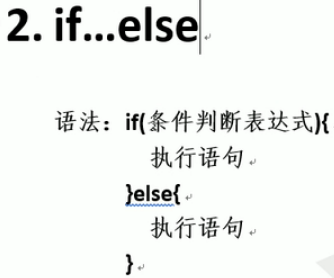 2. if...else
语法：if(条件判断表达式){
执行语句
}else{
执行语句
}